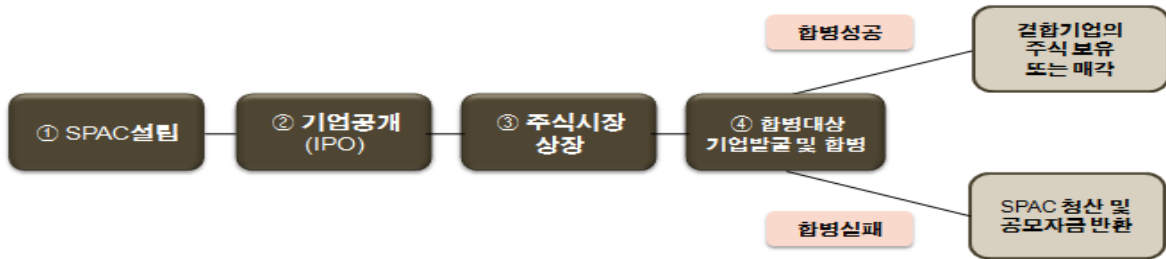 합병성공
결합기업의
주식 보유
또는 매각
① SPAC설립
② 기업공개
(IPO)
③ 주식시장
상장
④ 합병대상
기업발굴 및 합병
합병실패
SPAC 청산 및
공모자금 반환